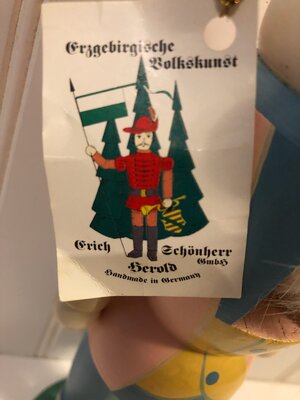 Erzgebirgische
Volkskunst
Erich Schönherr
GmbH
Herold
Handmade in Germany